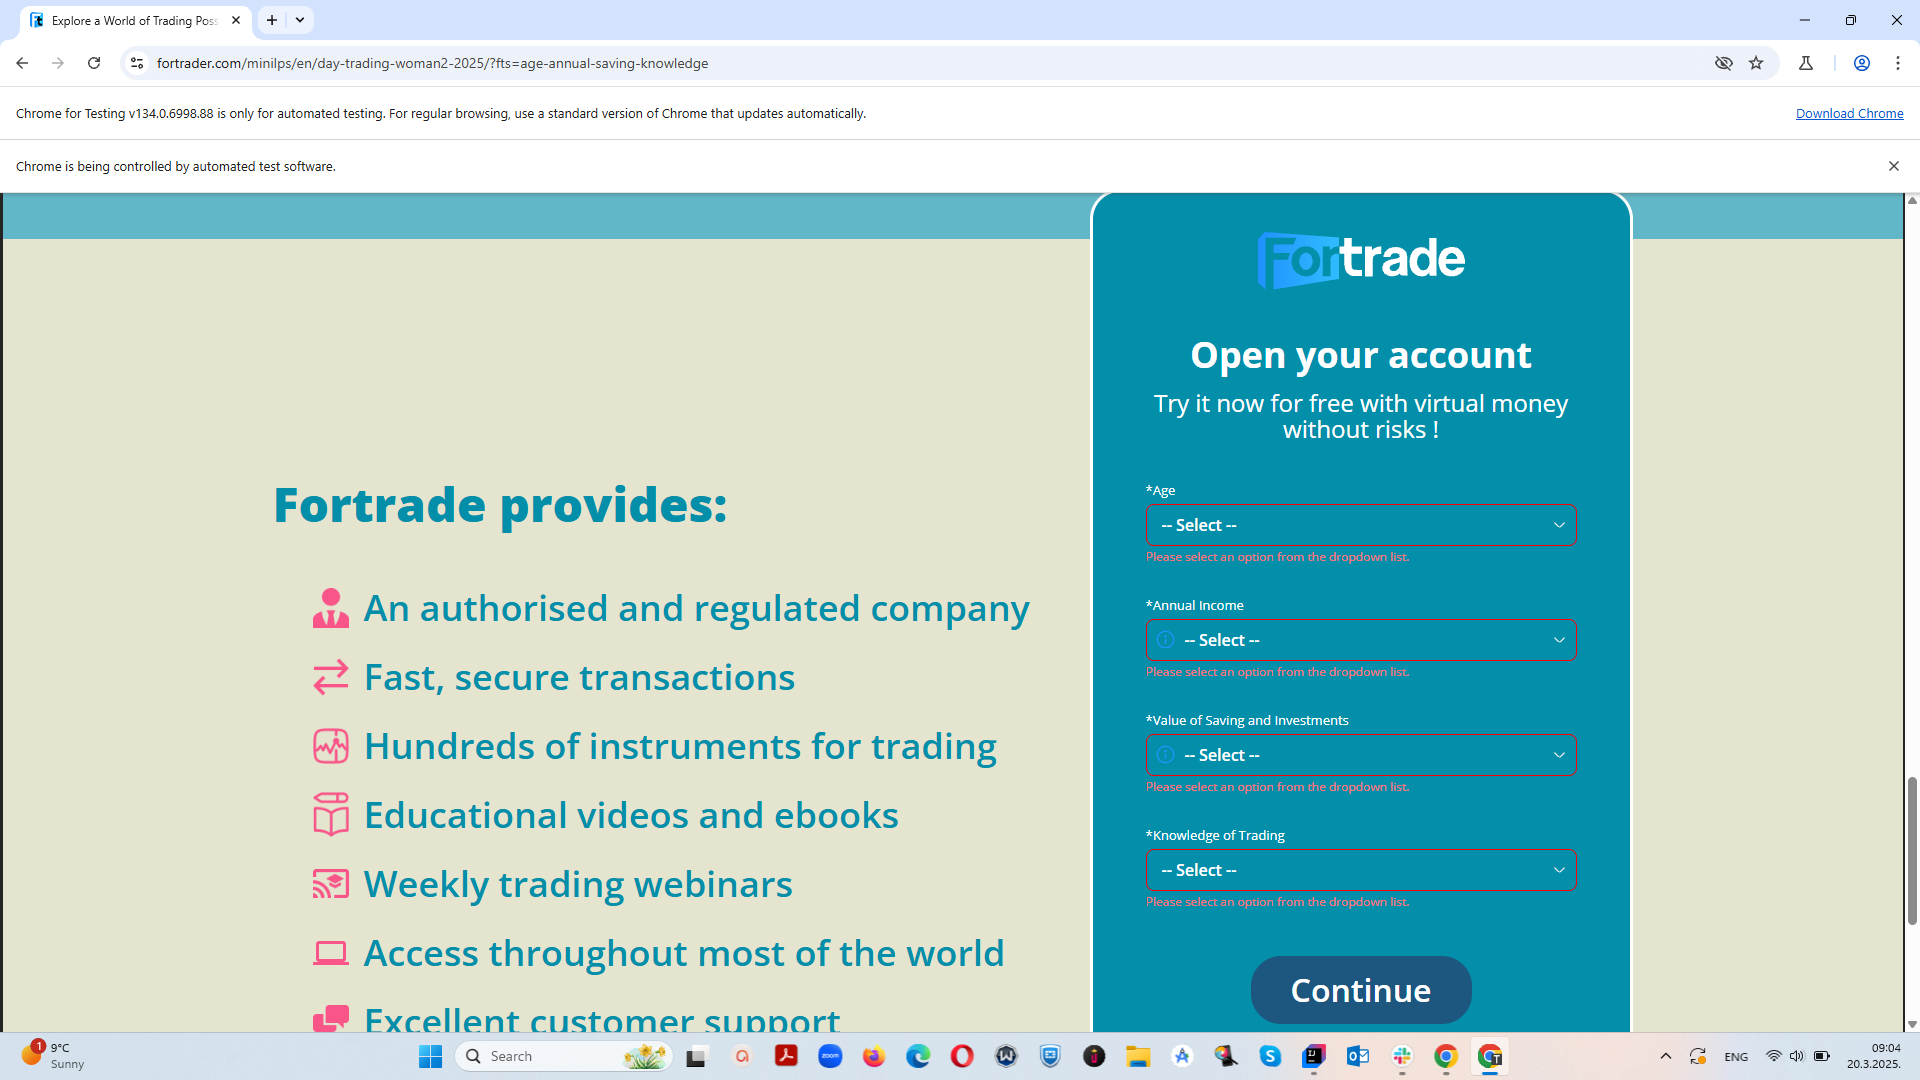 Explore a World of Trading Poss
fortrader.com/minilps/en/day-trading-woman2-2025/?fts=age-annual-saving-knowledge
Chrome for Testing v134.0.6998.88 is only for automated testing. For regular browsing, use a standard version of Chrome that updates automatically.
Download Chrome
Chrome is being controlled by automated test software.
Fortrade
Open your account
Try it now for free with virtual money
without risks !
*Age
-- Select --
Please select an option from the dropdown list.
*Annual Income
-- Select --
Please select an option from the dropdown list.
*Value of Saving and Investments
-- Select --
Please select an option from the dropdown list.
*Knowledge of Trading
-- Select --
Please select an option from the dropdown list.
Continue
Fortrade provides:
An authorised and regulated company
Fast, secure transactions
Hundreds of instruments for trading
Educational videos and ebooks
Weekly trading webinars
Access throughout most of the world
Excellent customer support
1
9°C
Sunny
Search
zoom
ENG
09:04
20.3.2025.